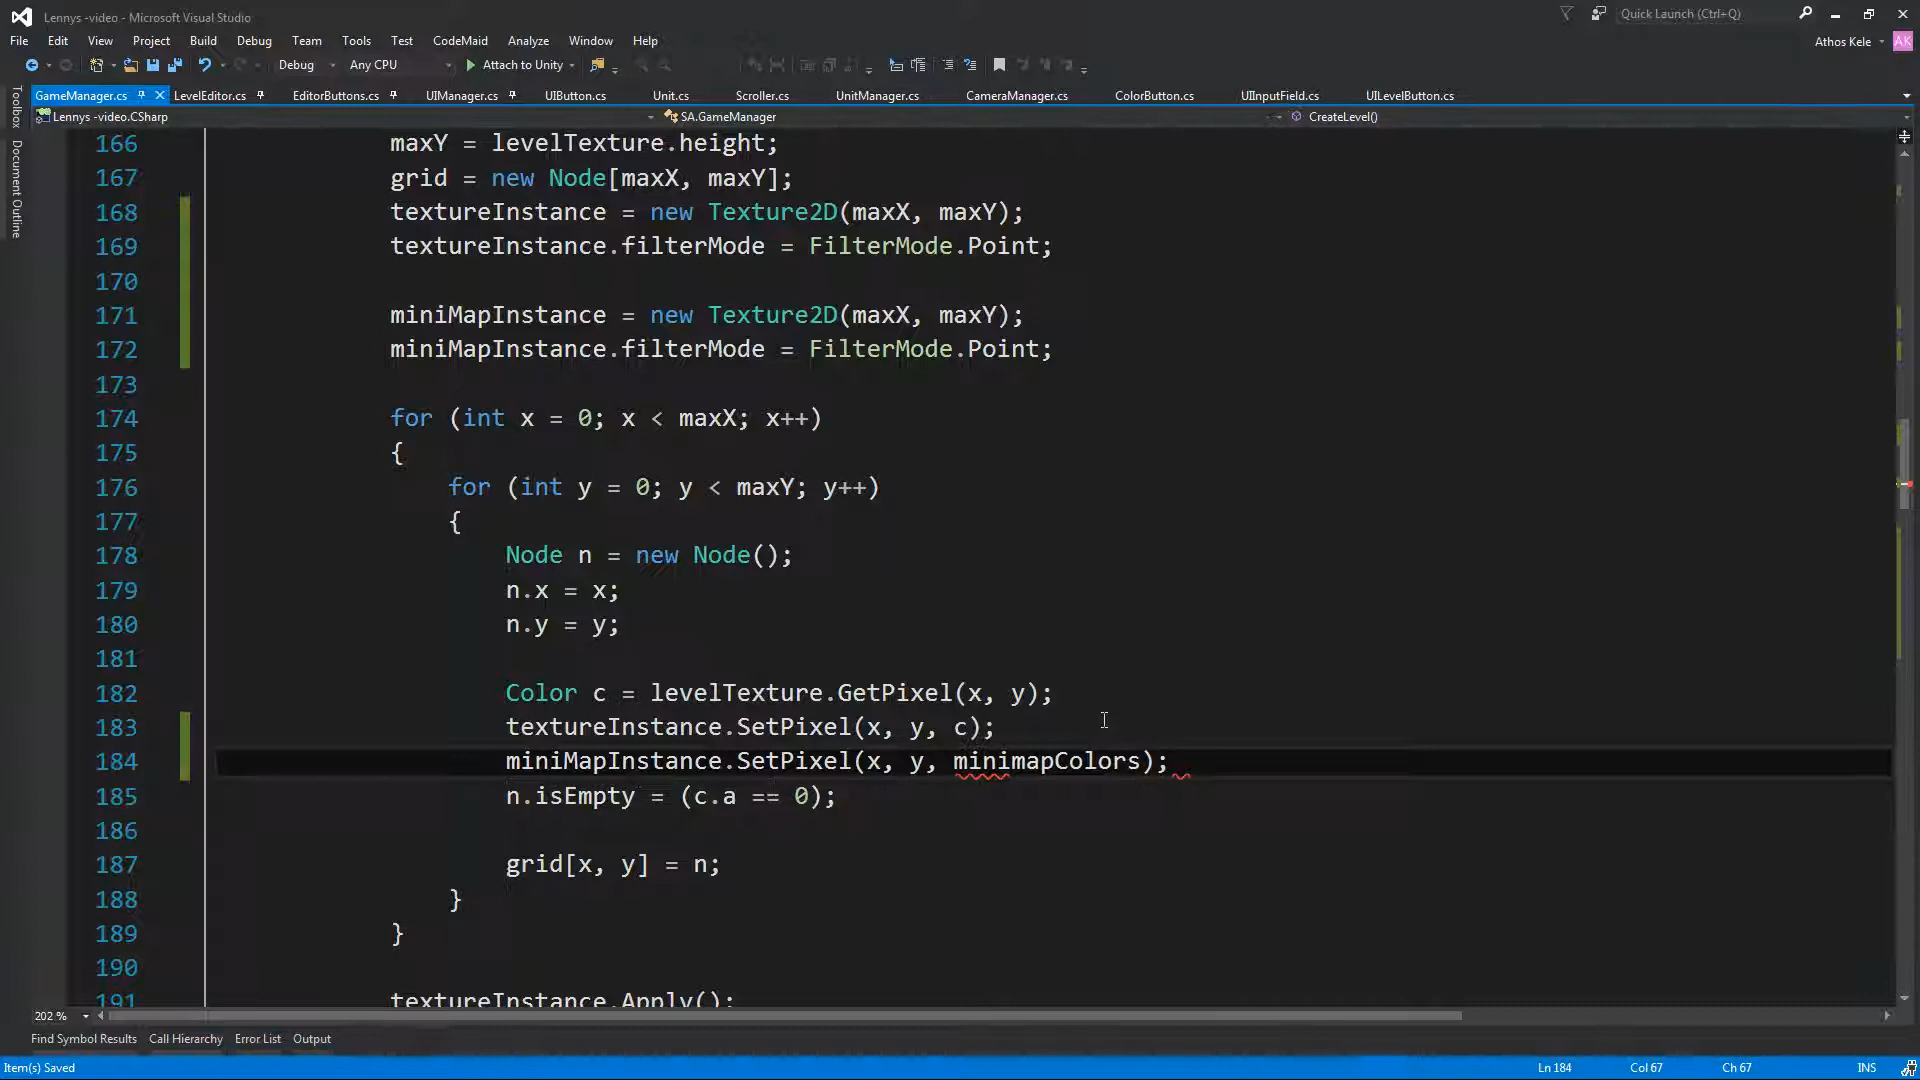 Lennys -video - Microsoft Visual Studio
Quick Launch (Ctrl+Q)
File Edit View Project Build Debug Team Tools Test CodeMaid Analyze Window Help
Athos Kele AK
Debug Any CPU Attach to Unity
GameManager.cs LevelEditor.cs EditorButtons.cs UIManager.cs UIButton.cs Unit.cs Scroller.cs UnitManager.cs CameraManager.cs ColorButton.cs UIInputField.cs UILevelButton.cs
Lennys -video.CSharp SA.GameManager CreateLevel()
Toolbox
Document Outline
166 maxY = levelTexture.height;
167 grid = new Node[maxX, maxY];
168 textureInstance = new Texture2D(maxX, maxY);
169 textureInstance.filterMode = FilterMode.Point;
170
171 miniMapInstance = new Texture2D(maxX, maxY);
172 miniMapInstance.filterMode = FilterMode.Point;
173
174 for (int x = 0; x < maxX; x++)
175 {
176 for (int y = 0; y < maxY; y++)
177 {
178 Node n = new Node();
179 n.x = x;
180 n.y = y;
181
182 Color c = levelTexture.GetPixel(x, y);
183 textureInstance.SetPixel(x, y, c);
184 miniMapInstance.SetPixel(x, y, minimapColors);
185 n.isEmpty = (c.a == 0);
186
187 grid[x, y] = n;
188 }
189 }
190
191 textureInstance.Apply();
202 %
Find Symbol Results Call Hierarchy Error List Output
Item(s) Saved Ln 184 Col 67 Ch 67 INS